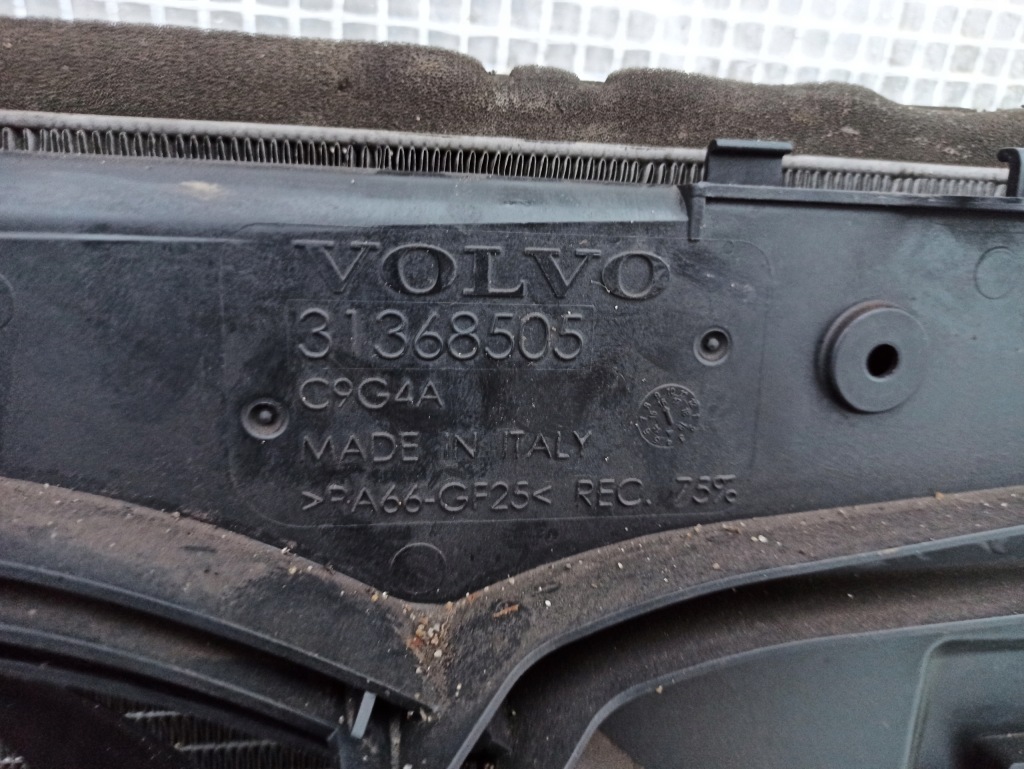 VOLVO
31368505
C9G4A
MADE IN ITALY
>PA66-GF25< REC. 75%